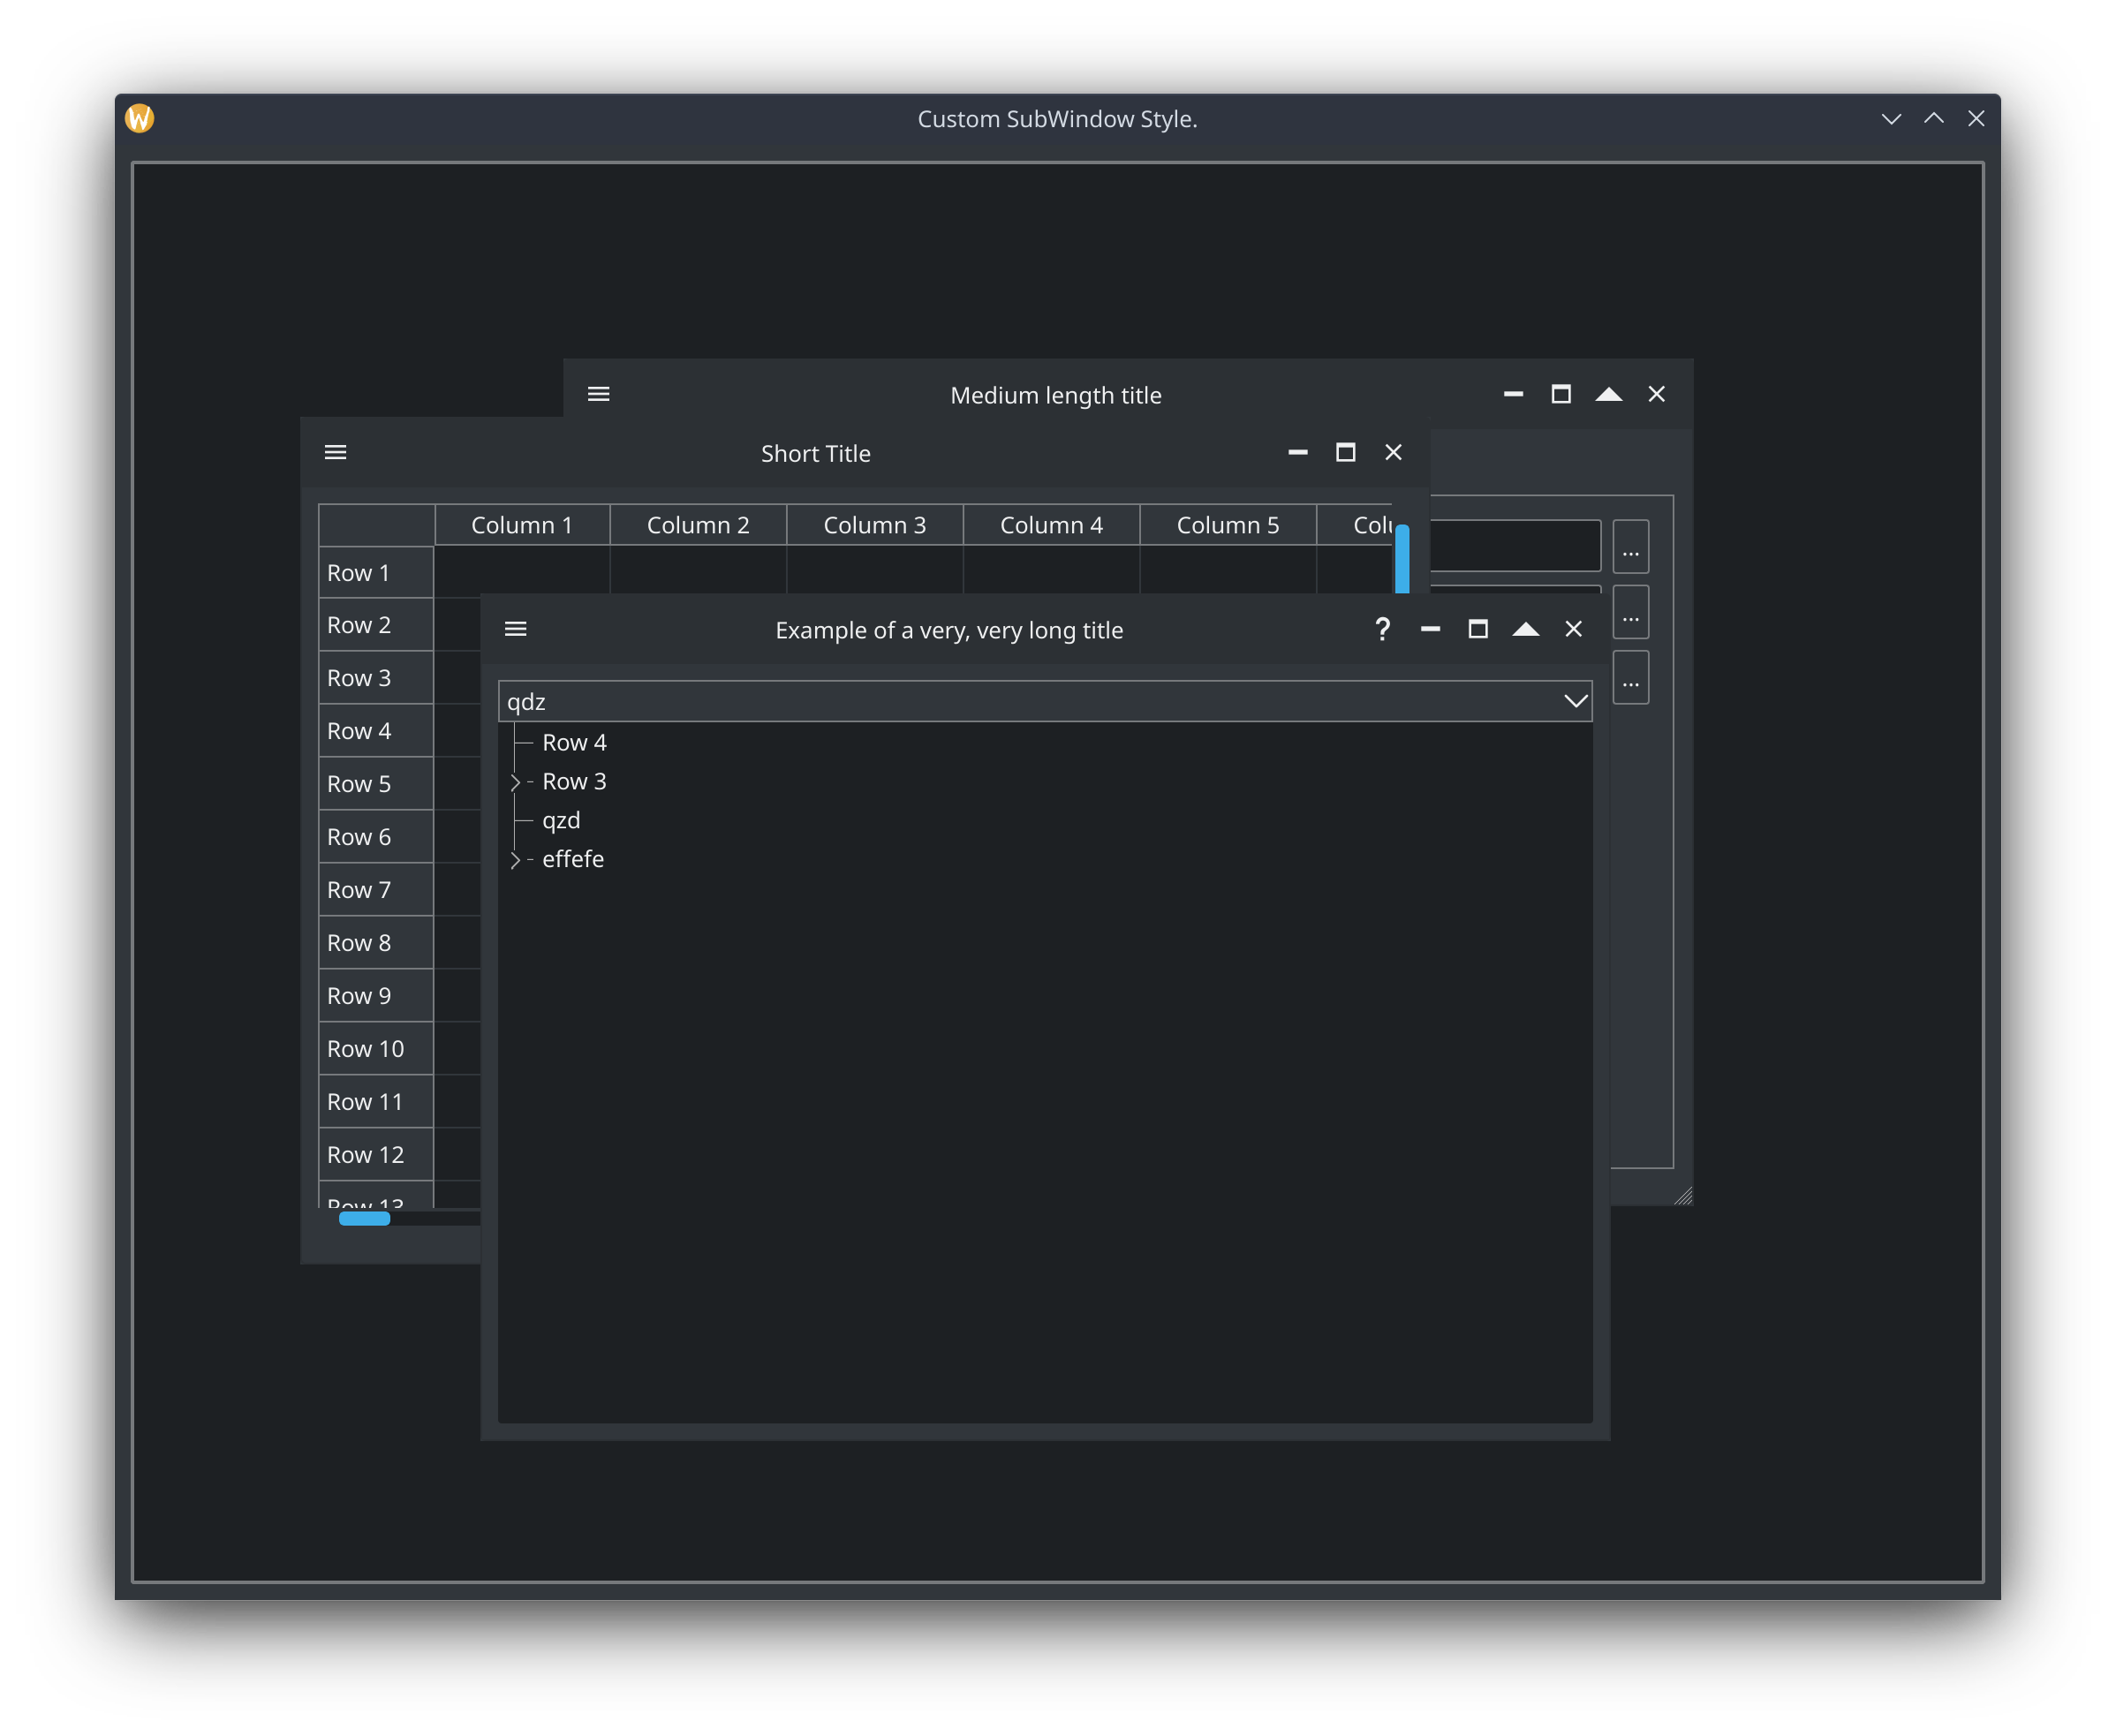 Custom SubWindow Style.
Medium length title
Short Title
Column 1 Column 2 Column 3 Column 4 Column 5
...
Row 1
Row 2
...
Example of a very, very long title ?
Row 3
...
qdz
Row 4
Row 4
Row 5
Row 3
Row 6
qzd
effefe
Row 7
Row 8
Row 9
Row 10
Row 11
Row 12
Row 13